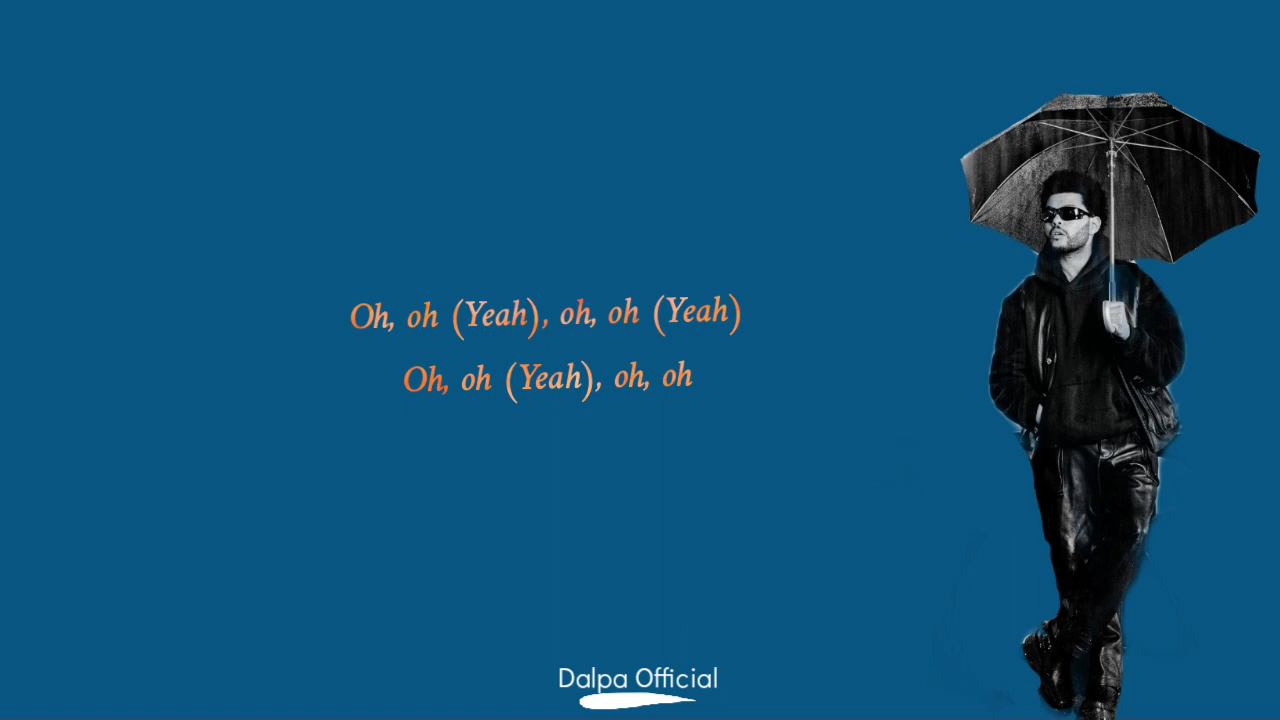 Oh, oh (Yeah), oh, oh (Yeah)
Oh, oh (Yeah), oh, oh
Dalpa Official